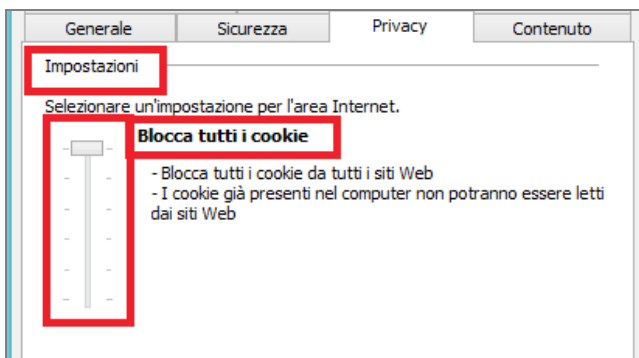 Generale Sicurezza Privacy Contenuto
Impostazioni
Selezionare un'impostazione per l'area Internet.
Blocca tutti i cookie
- Blocca tutti i cookie da tutti i siti Web
- I cookie già presenti nel computer non potranno essere letti
dai siti Web